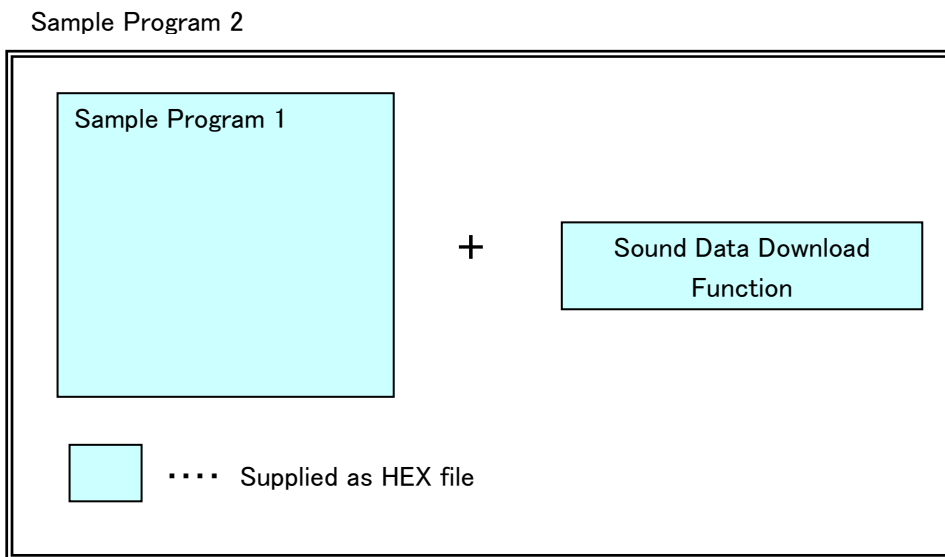 Sample Program 2
Sample Program 1
+
Sound Data Download
Function
···· Supplied as HEX file